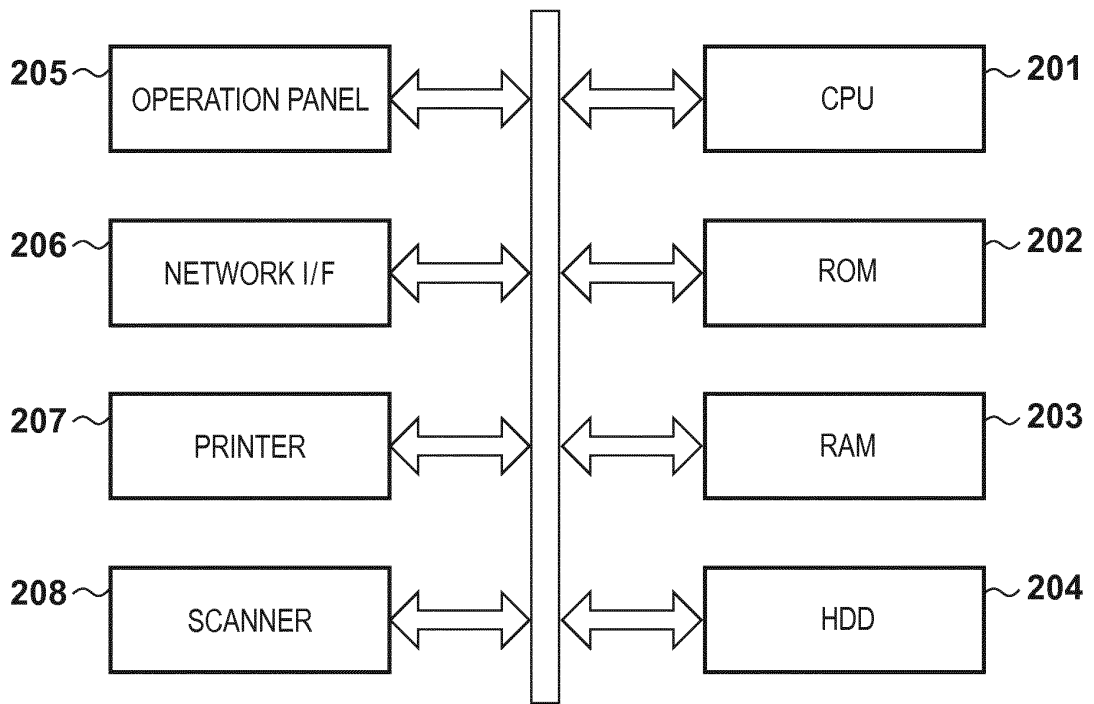 205
OPERATION PANEL
CPU
201
206
NETWORK I/F
ROM
202
207
PRINTER
RAM
203
208
SCANNER
HDD
204